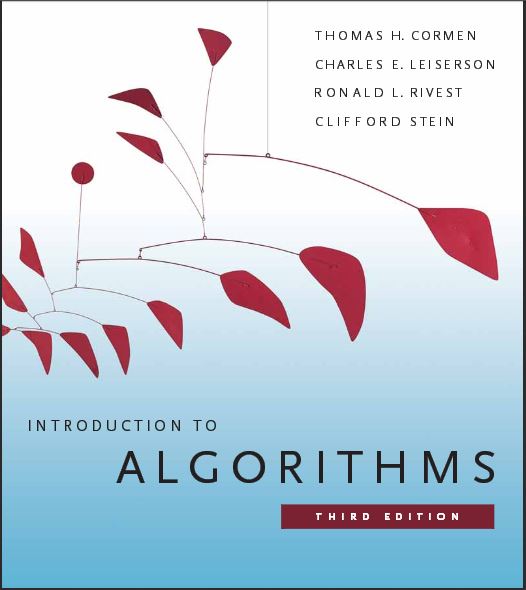 THOMAS H. CORMEN
CHARLES E. LEISERSON
RONALD L. RIVEST
CLIFFORD STEIN
INTRODUCTION TO
ALGORITHMS
THIRD EDITION